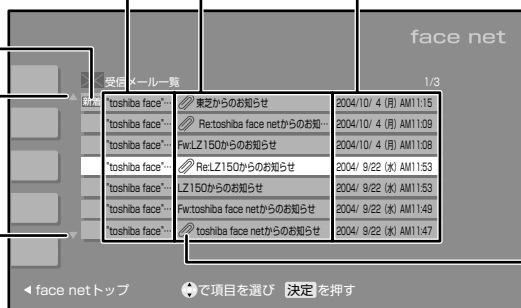 face net
受信メール一覧 1/3
新着 "toshiba face"… 東芝からのお知らせ 2004/10/ 4 (月) AM11:15
"toshiba face"… Re:toshiba face netからのお知… 2004/10/ 4 (月) AM11:09
"toshiba face"… Fw:LZ150からのお知らせ 2004/10/ 4 (月) AM11:08
"toshiba face"… Re:LZ150からのお知らせ 2004/ 9/22 (水) AM11:53
"toshiba face"… LZ150からのお知らせ 2004/ 9/22 (水) AM11:53
"toshiba face"… Fw:toshiba face netからのお知らせ 2004/ 9/22 (水) AM11:49
"toshiba face"… toshiba face netからのお知らせ 2004/ 9/22 (水) AM11:47
◀ face netトップ で項目を選び 決定 を押す